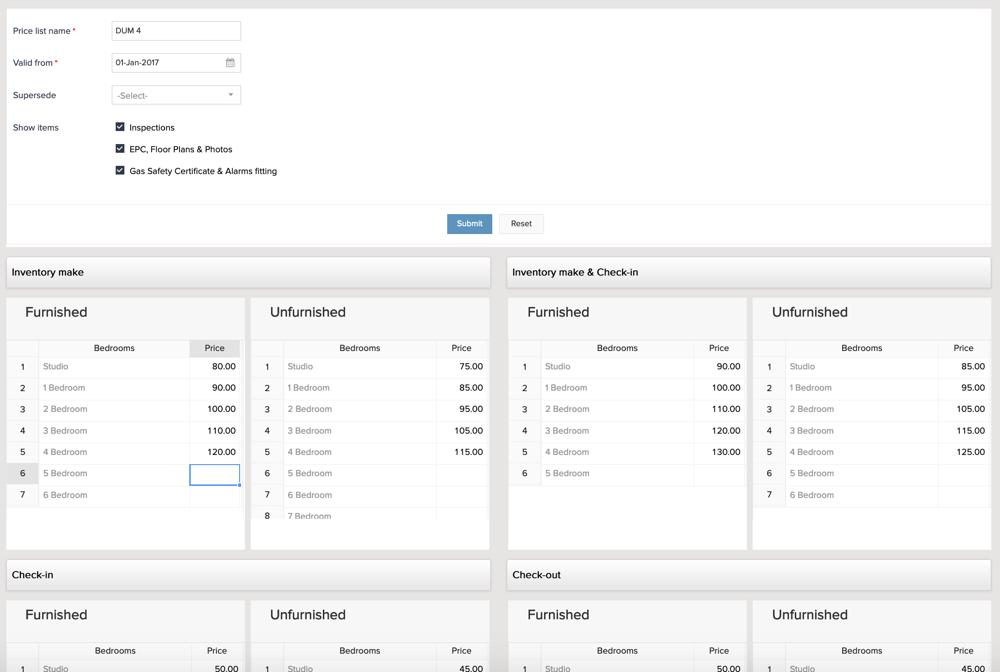 Price list name *
DUM 4
Valid from *
01-Jan-2017
Supersede
-Select-
Show items
Inspections
EPC, Floor Plans & Photos
Gas Safety Certificate & Alarms fitting
Submit Reset
Inventory make
Furnished
Bedrooms Price
1 Studio 80.00
2 1 Bedroom 90.00
3 2 Bedroom 100.00
4 3 Bedroom 110.00
5 4 Bedroom 120.00
6 5 Bedroom
7 6 Bedroom
Unfurnished
Bedrooms Price
1 Studio 75.00
2 1 Bedroom 85.00
3 2 Bedroom 95.00
4 3 Bedroom 105.00
5 4 Bedroom 115.00
6 5 Bedroom
7 6 Bedroom
8 7 Bedroom
Inventory make & Check-in
Furnished
Bedrooms Price
1 Studio 90.00
2 1 Bedroom 100.00
3 2 Bedroom 110.00
4 3 Bedroom 120.00
5 4 Bedroom 130.00
6 5 Bedroom
Unfurnished
Bedrooms Price
1 Studio 85.00
2 1 Bedroom 95.00
3 2 Bedroom 105.00
4 3 Bedroom 115.00
5 4 Bedroom 125.00
6 5 Bedroom
7 6 Bedroom
Check-in
Furnished
Bedrooms Price
1 Studio 50.00
Unfurnished
Bedrooms Price
1 Studio 45.00
Check-out
Furnished
Bedrooms Price
1 Studio 50.00
Unfurnished
Bedrooms Price
1 Studio 45.00